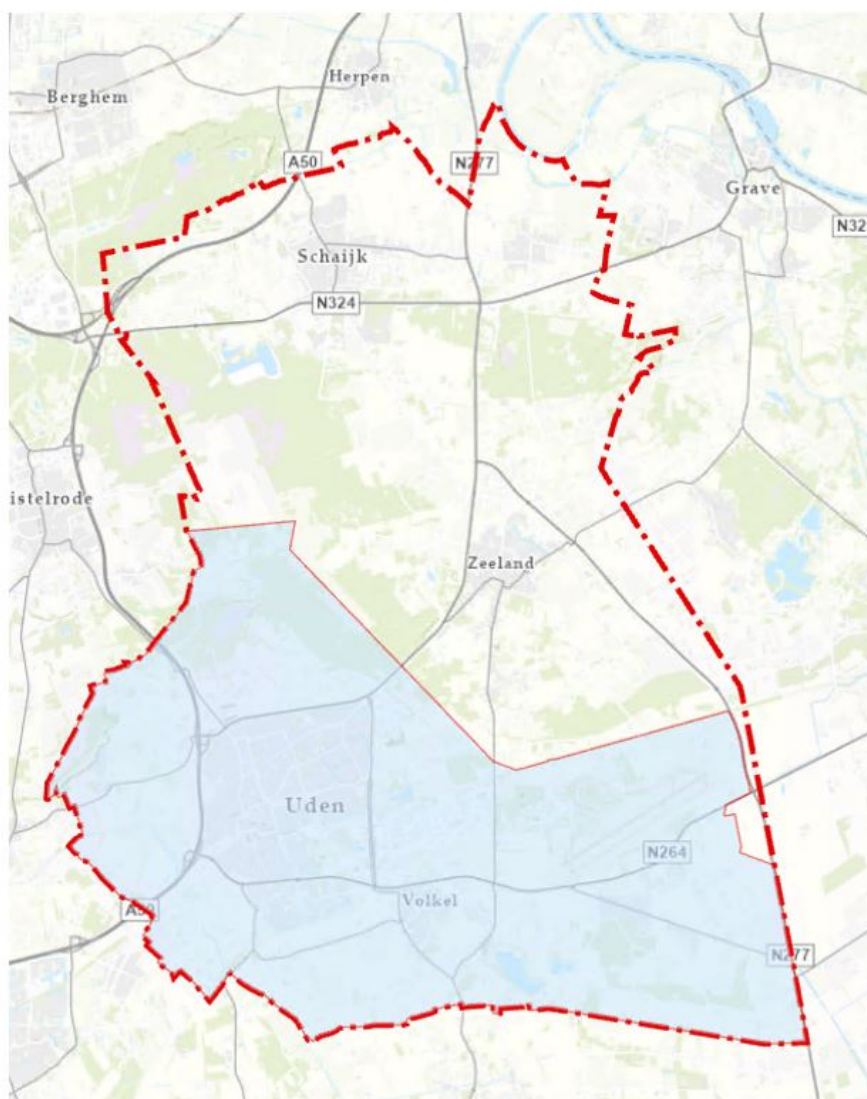 Herpen
Berghem
A50
N277
Grave
N32
Schaijk
N324
istelrode
Zeeland
Uden
N264
Volkel
A50
N277